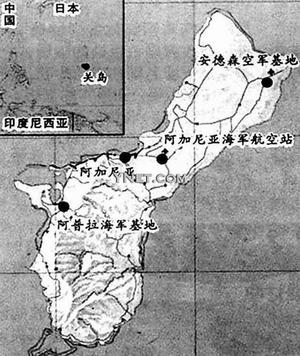 中国
日本
关岛
印度尼西亚
安德森空军基地
阿加尼亚海军航空站
阿加尼亚
YNET.COM
阿普拉海军基地